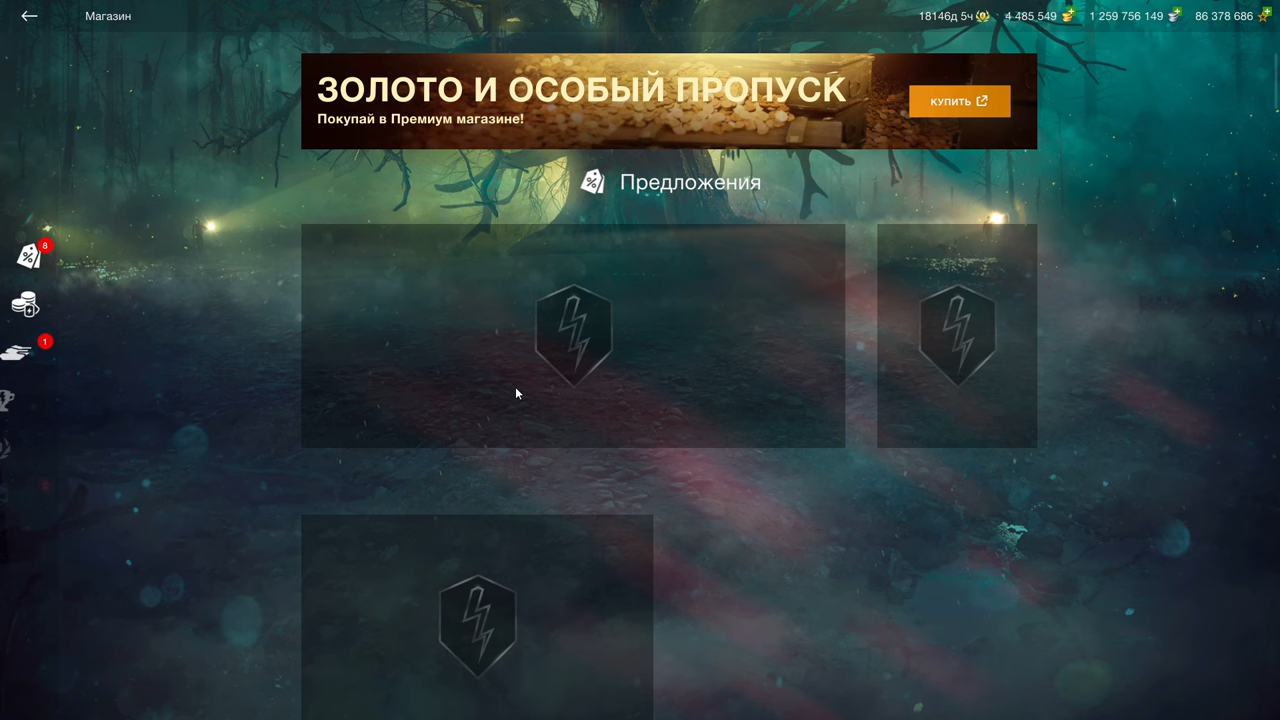 Магазин
18146д 5ч
4 485 549
1 259 756 149
86 378 686
ЗОЛОТО И ОСОБЫЙ ПРОПУСК
Покупай в Премиум магазине!
КУПИТЬ
Предложения
8
1